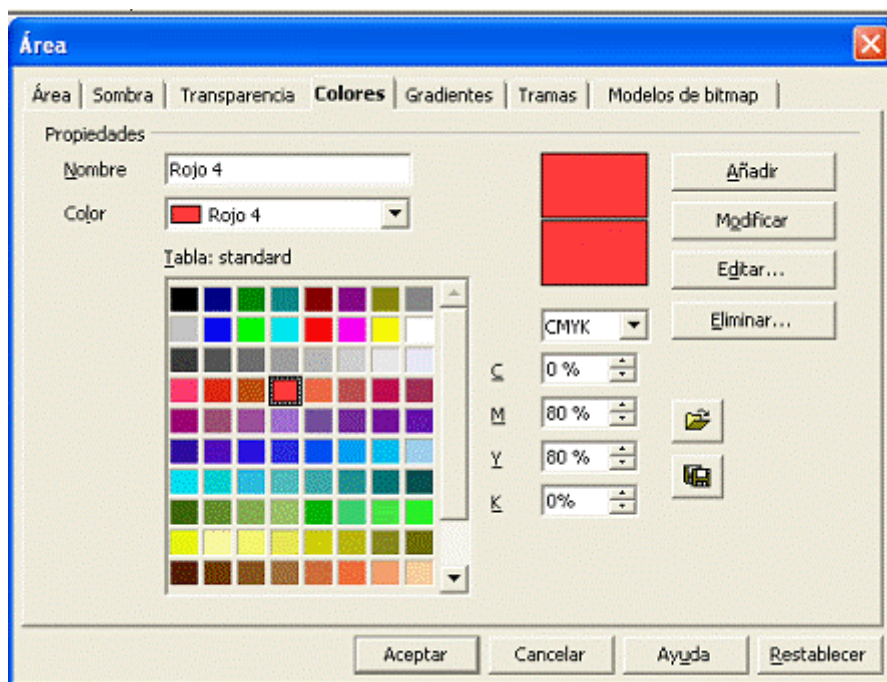 Área
Área Sombra Transparencia Colores Gradientes Tramas Modelos de bitmap
Propiedades
Nombre Rojo 4 Añadir
Color Rojo 4 Modificar
Tabla: standard Editar...
CMYK Eliminar...
C 0 %
M 80 %
Y 80 %
K 0%
Aceptar Cancelar Ayuda Restablecer